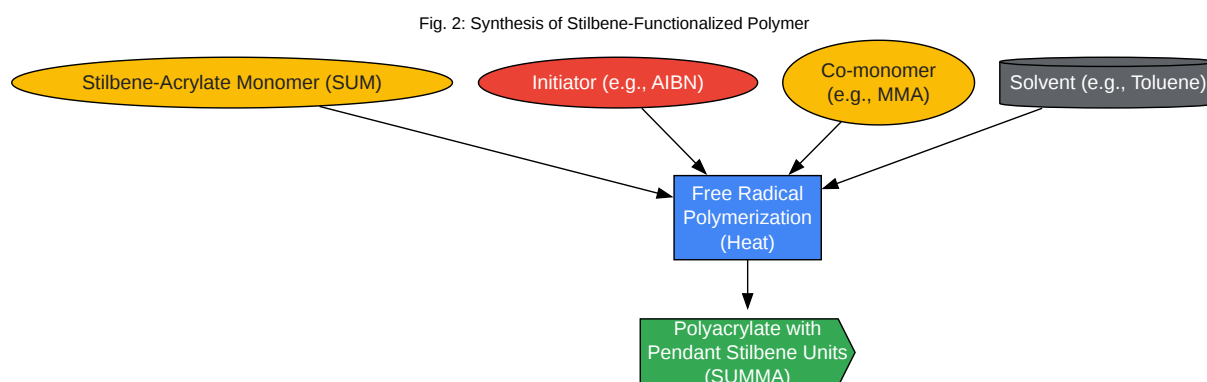 Fig. 2: Synthesis of Stilbene-Functionalized Polymer
Stilbene-Acrylate Monomer (SUM)
Initiator (e.g., AIBN)
Co-monomer
(e.g., MMA)
Solvent (e.g., Toluene)
Free Radical
Polymerization
(Heat)
Polyacrylate with
Pendant Stilbene Units
(SUMMA)